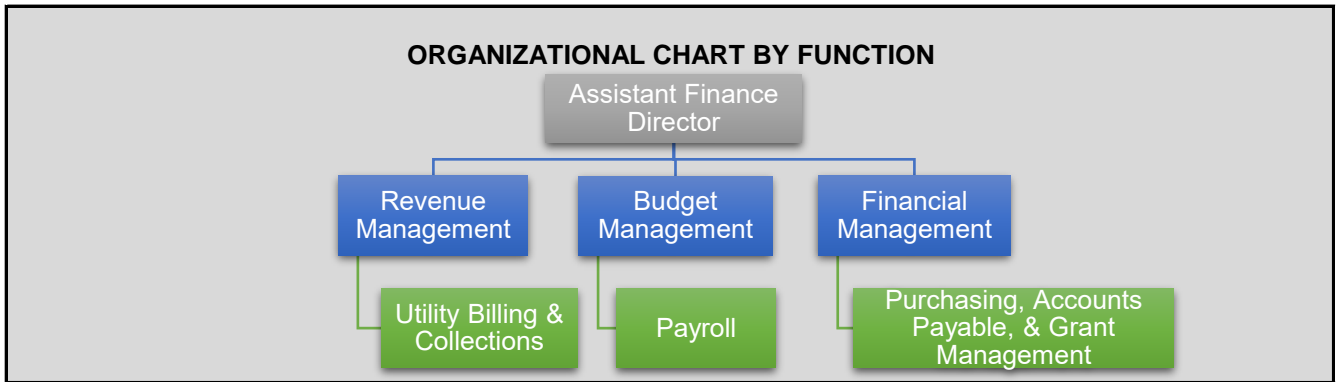 ORGANIZATIONAL CHART BY FUNCTION
Assistant Finance
Director
Revenue
Management
Budget
Management
Financial
Management
Utility Billing &
Collections
Payroll
Purchasing, Accounts
Payable, & Grant
Management